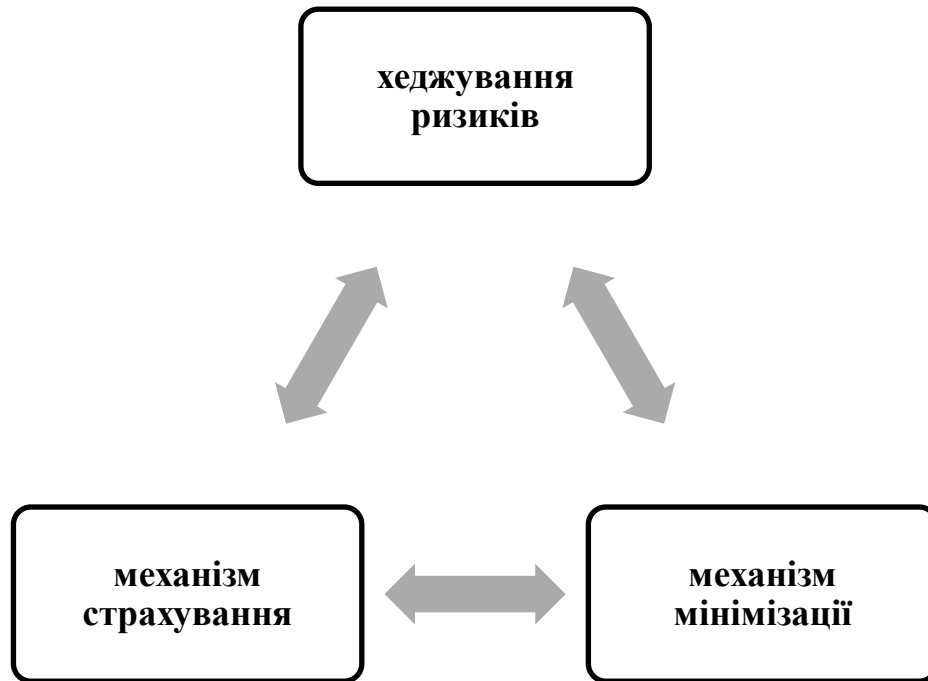 хеджування
ризиків
механізм
страхування
механізм
мінімізації